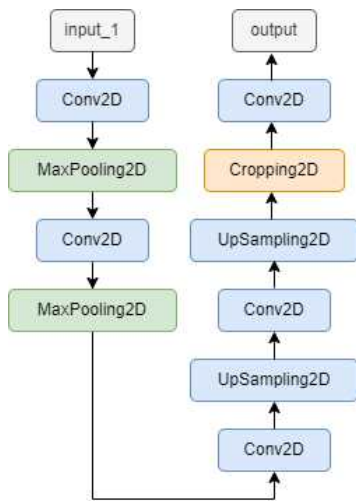 input_1
Conv2D
MaxPooling2D
Conv2D
MaxPooling2D
Conv2D
UpSampling2D
Conv2D
UpSampling2D
Cropping2D
Conv2D
output